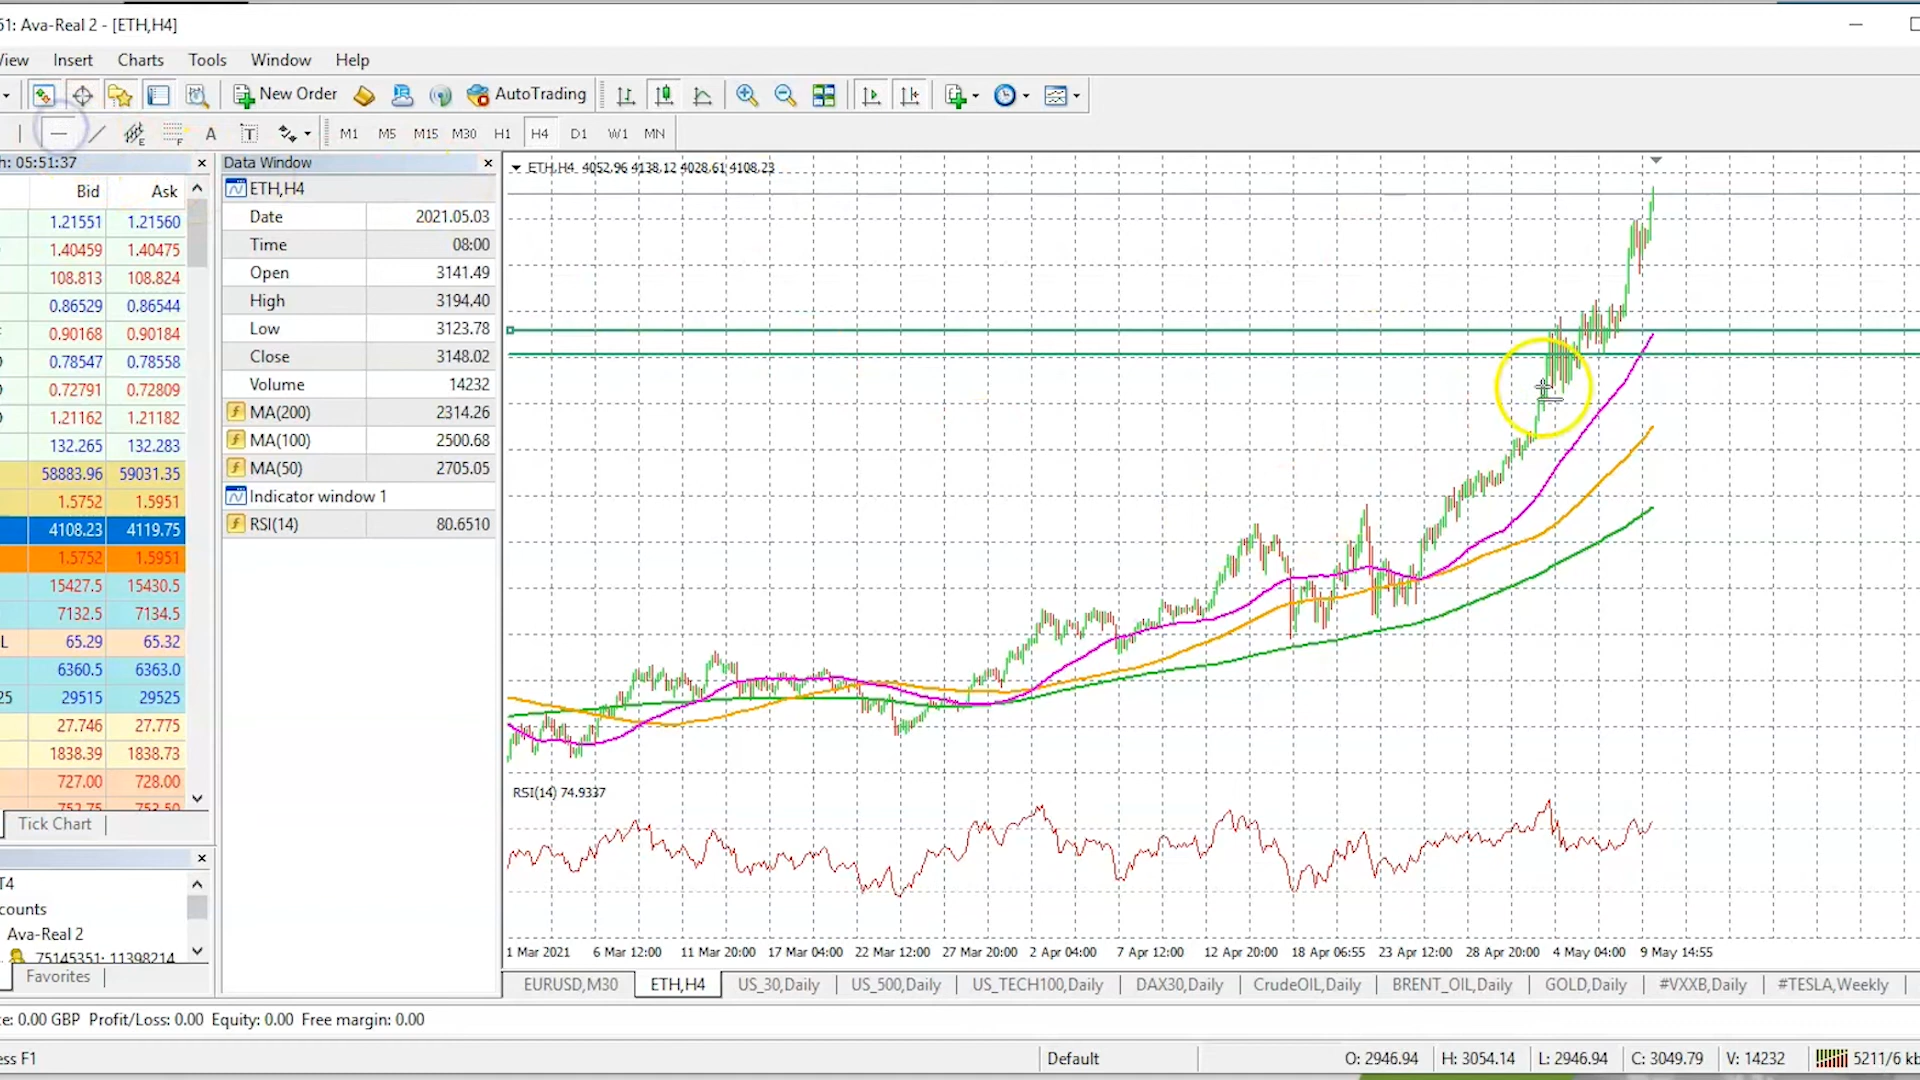 51: Ava-Real 2 - [ETH,H4]
View Insert Charts Tools Window Help
New Order AutoTrading
E F A T M1 M5 M15 M30 H1 H4 D1 W1 MN
h: 05:51:37
Bid Ask
1.21551 1.21560
1.40459 1.40475
108.813 108.824
0.86529 0.86544
0.90168 0.90184
0.78547 0.78558
0.72791 0.72809
1.21162 1.21182
132.265 132.283
58883.96 59031.35
1.5752 1.5951
4108.23 4119.75
1.5752 1.5951
15427.5 15430.5
7132.5 7134.5
L 65.29 65.32
6360.5 6363.0
25 29515 29525
27.746 27.775
1838.39 1838.73
727.00 728.00
752.75 753.50
Tick Chart
T4
counts
Ava-Real 2
75145351: 11398214
Favorites
Data Window
ETH,H4
Date 2021.05.03
Time 08:00
Open 3141.49
High 3194.40
Low 3123.78
Close 3148.02
Volume 14232
MA(200) 2314.26
MA(100) 2500.68
MA(50) 2705.05
Indicator window 1
RSI(14) 80.6510
ETH,H4 4052.96 4138.12 4028.61 4108.23
RSI(14) 74.9337
1 Mar 2021 6 Mar 12:00 11 Mar 20:00 17 Mar 04:00 22 Mar 12:00 27 Mar 20:00 2 Apr 04:00 7 Apr 12:00 12 Apr 20:00 18 Apr 06:55 23 Apr 12:00 28 Apr 20:00 4 May 04:00 9 May 14:55
EURUSD,M30 ETH,H4 US_30,Daily US_500,Daily US_TECH100,Daily DAX30,Daily CrudeOIL,Daily BRENT_OIL,Daily GOLD,Daily #VXXB,Daily #TESLA,Weekly
ce: 0.00 GBP Profit/Loss: 0.00 Equity: 0.00 Free margin: 0.00
ess F1 Default O: 2946.94 H: 3054.14 L: 2946.94 C: 3049.79 V: 14232 5211/6 kb